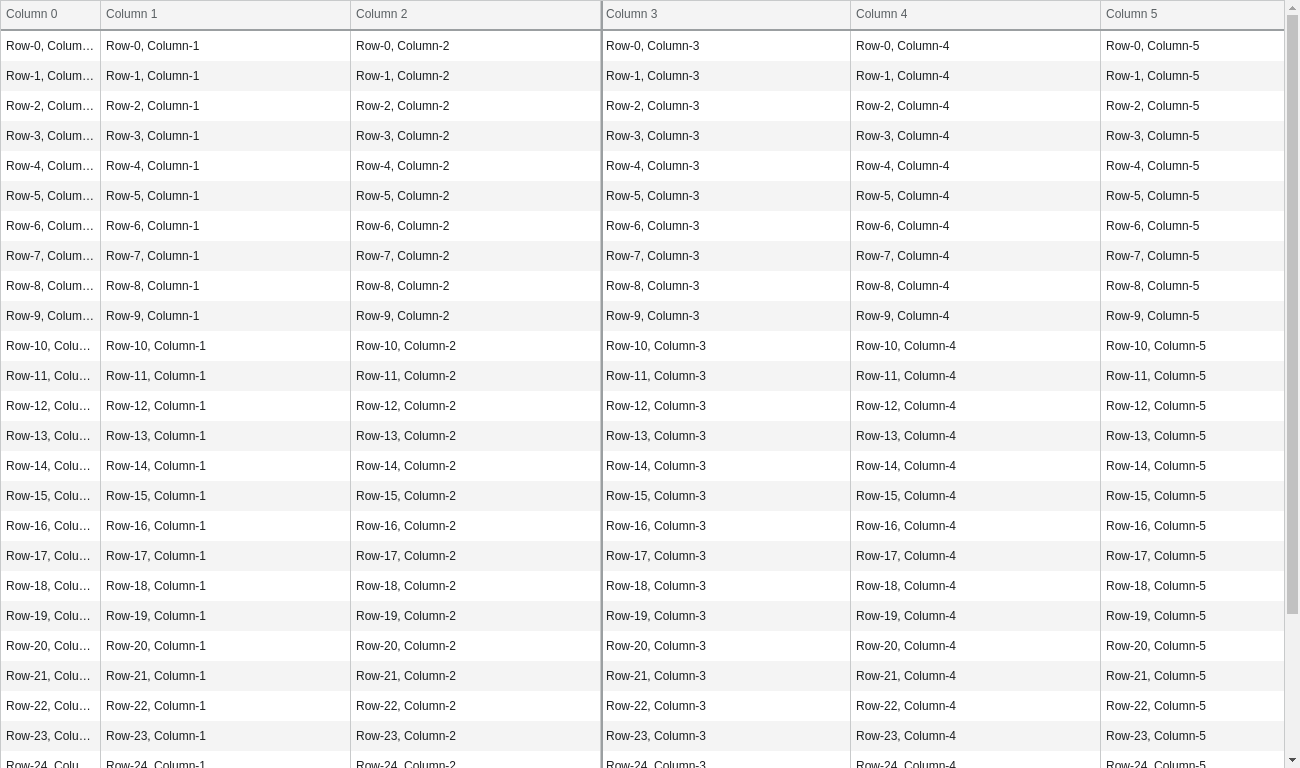 Column 0 Column 1 Column 2 Column 3 Column 4 Column 5
Row-0, Colum… Row-0, Column-1 Row-0, Column-2 Row-0, Column-3 Row-0, Column-4 Row-0, Column-5
Row-1, Colum… Row-1, Column-1 Row-1, Column-2 Row-1, Column-3 Row-1, Column-4 Row-1, Column-5
Row-2, Colum… Row-2, Column-1 Row-2, Column-2 Row-2, Column-3 Row-2, Column-4 Row-2, Column-5
Row-3, Colum… Row-3, Column-1 Row-3, Column-2 Row-3, Column-3 Row-3, Column-4 Row-3, Column-5
Row-4, Colum… Row-4, Column-1 Row-4, Column-2 Row-4, Column-3 Row-4, Column-4 Row-4, Column-5
Row-5, Colum… Row-5, Column-1 Row-5, Column-2 Row-5, Column-3 Row-5, Column-4 Row-5, Column-5
Row-6, Colum… Row-6, Column-1 Row-6, Column-2 Row-6, Column-3 Row-6, Column-4 Row-6, Column-5
Row-7, Colum… Row-7, Column-1 Row-7, Column-2 Row-7, Column-3 Row-7, Column-4 Row-7, Column-5
Row-8, Colum… Row-8, Column-1 Row-8, Column-2 Row-8, Column-3 Row-8, Column-4 Row-8, Column-5
Row-9, Colum… Row-9, Column-1 Row-9, Column-2 Row-9, Column-3 Row-9, Column-4 Row-9, Column-5
Row-10, Colu… Row-10, Column-1 Row-10, Column-2 Row-10, Column-3 Row-10, Column-4 Row-10, Column-5
Row-11, Colu… Row-11, Column-1 Row-11, Column-2 Row-11, Column-3 Row-11, Column-4 Row-11, Column-5
Row-12, Colu… Row-12, Column-1 Row-12, Column-2 Row-12, Column-3 Row-12, Column-4 Row-12, Column-5
Row-13, Colu… Row-13, Column-1 Row-13, Column-2 Row-13, Column-3 Row-13, Column-4 Row-13, Column-5
Row-14, Colu… Row-14, Column-1 Row-14, Column-2 Row-14, Column-3 Row-14, Column-4 Row-14, Column-5
Row-15, Colu… Row-15, Column-1 Row-15, Column-2 Row-15, Column-3 Row-15, Column-4 Row-15, Column-5
Row-16, Colu… Row-16, Column-1 Row-16, Column-2 Row-16, Column-3 Row-16, Column-4 Row-16, Column-5
Row-17, Colu… Row-17, Column-1 Row-17, Column-2 Row-17, Column-3 Row-17, Column-4 Row-17, Column-5
Row-18, Colu… Row-18, Column-1 Row-18, Column-2 Row-18, Column-3 Row-18, Column-4 Row-18, Column-5
Row-19, Colu… Row-19, Column-1 Row-19, Column-2 Row-19, Column-3 Row-19, Column-4 Row-19, Column-5
Row-20, Colu… Row-20, Column-1 Row-20, Column-2 Row-20, Column-3 Row-20, Column-4 Row-20, Column-5
Row-21, Colu… Row-21, Column-1 Row-21, Column-2 Row-21, Column-3 Row-21, Column-4 Row-21, Column-5
Row-22, Colu… Row-22, Column-1 Row-22, Column-2 Row-22, Column-3 Row-22, Column-4 Row-22, Column-5
Row-23, Colu… Row-23, Column-1 Row-23, Column-2 Row-23, Column-3 Row-23, Column-4 Row-23, Column-5
Row-24, Colu… Row-24, Column-1 Row-24, Column-2 Row-24, Column-3 Row-24, Column-4 Row-24, Column-5